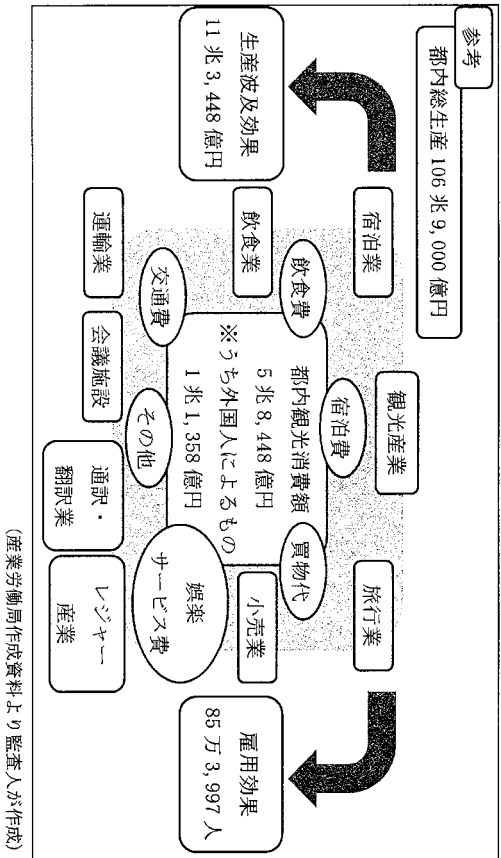 参考
都内総生産 106 兆 9,000 億円
宿泊業
観光産業
旅行業
飲食費
宿泊費
買物代
生産波及効果
11 兆 3,448 億円
飲食業
都内観光消費額
5 兆 8,448 億円
※うち外国人によるもの
1 兆 1,358 億円
小売業
雇用効果
85 万 3,997 人
交通費
その他
娯楽
サービス費
運輸業
会議施設
通訳・
翻訳業
レジャー
産業
(産業労働局作成資料より監査人が作成)